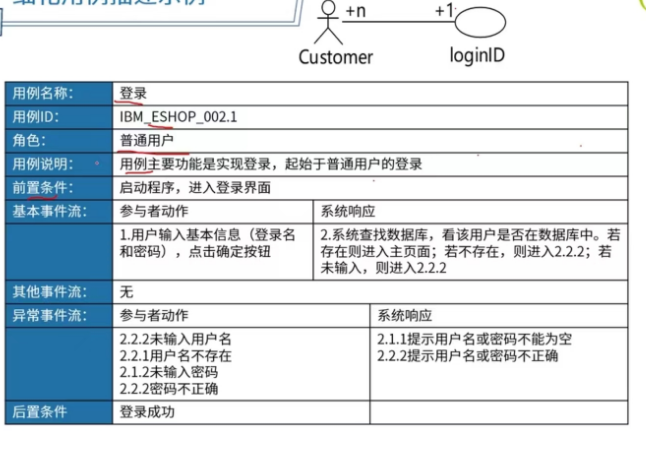 细化用例描述示例
+n
+1
Customer
loginID
用例名称： 登录
用例ID： IBM_ESHOP_002.1
角色： 普通用户
用例说明： 用例主要功能是实现登录，起始于普通用户的登录
前置条件： 启动程序，进入登录界面
基本事件流： 参与者动作 系统响应
1.用户输入基本信息（登录名
和密码），点击确定按钮
2.系统查找数据库，看该用户是否在数据库中。若
存在则进入主页面；若不存在，则进入2.2.2；若
未输入，则进入2.2.2
其他事件流： 无
异常事件流： 参与者动作 系统响应
2.2.2未输入用户名
2.2.1用户名不存在
2.1.2未输入密码
2.2.2密码不正确
2.1.1提示用户名或密码不能为空
2.2.2提示用户名或密码不正确
后置条件 登录成功